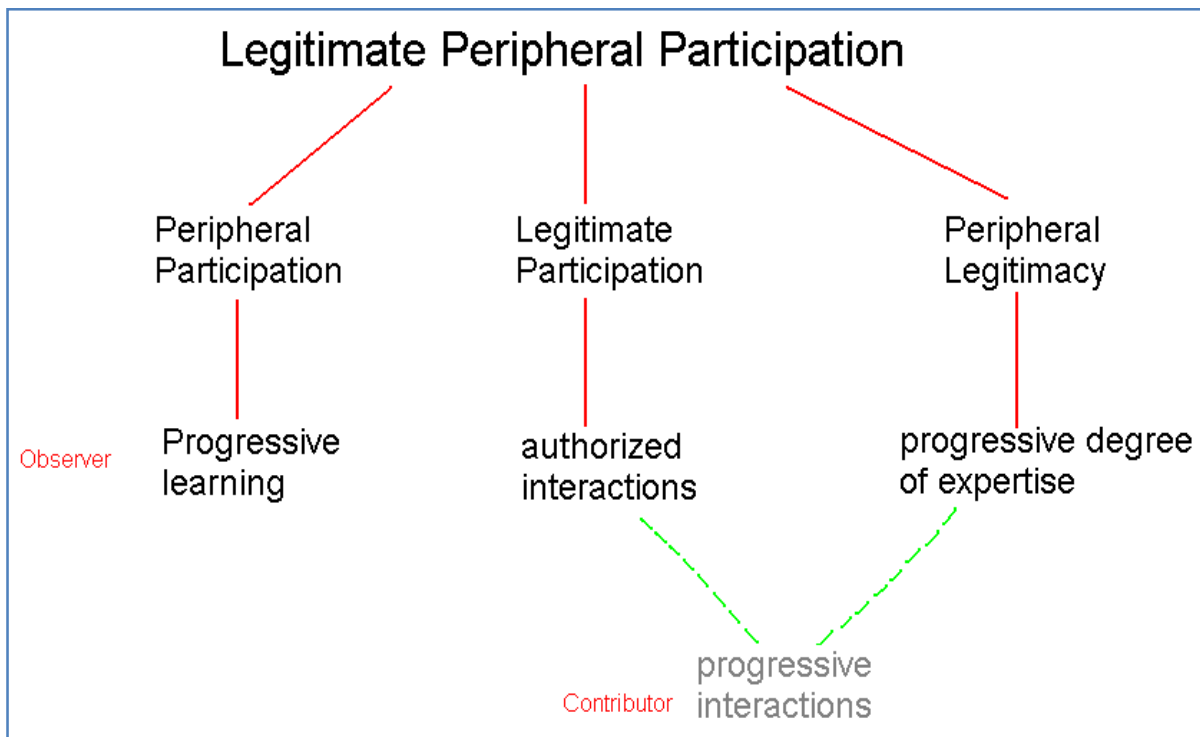 Legitimate Peripheral Participation
Peripheral
Participation
Legitimate
Participation
Peripheral
Legitimacy
Observer
Progressive
learning
authorized
interactions
progressive degree
of expertise
Contributor
progressive
interactions